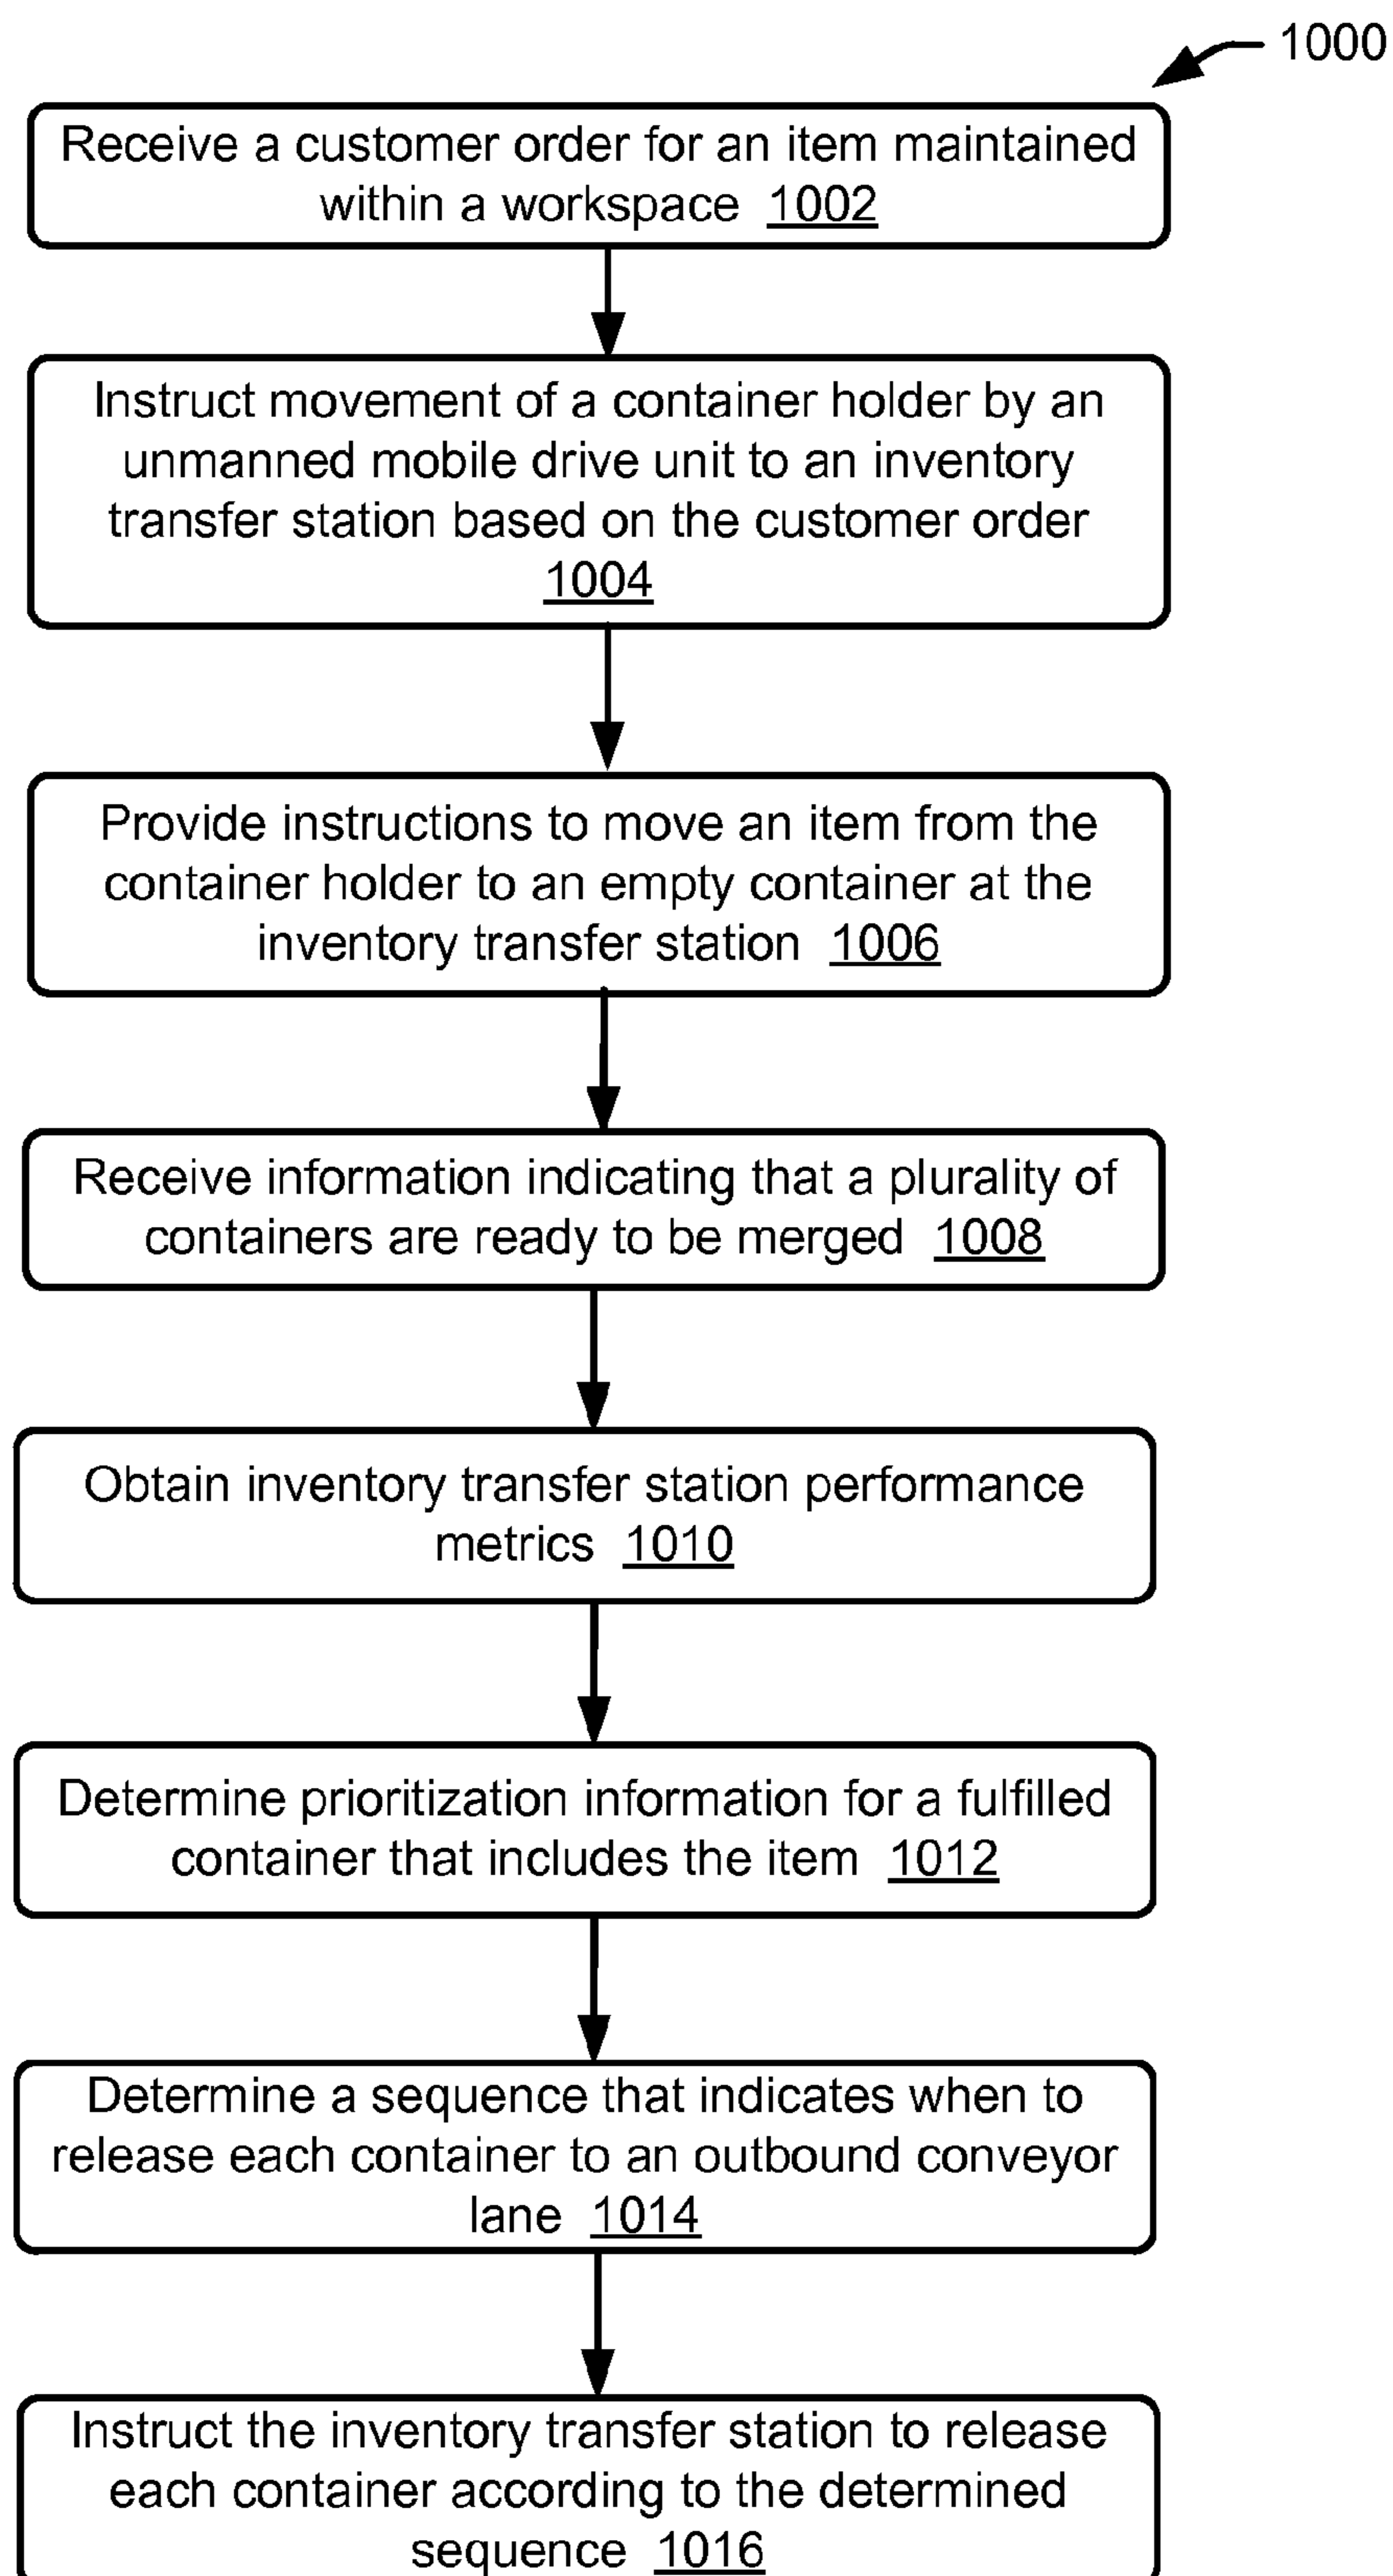 1000
Receive a customer order for an item maintained
within a workspace 1002
Instruct movement of a container holder by an
unmanned mobile drive unit to an inventory
transfer station based on the customer order
1004
Provide instructions to move an item from the
container holder to an empty container at the
inventory transfer station 1006
Receive information indicating that a plurality of
containers are ready to be merged 1008
Obtain inventory transfer station performance
metrics 1010
Determine prioritization information for a fulfilled
container that includes the item 1012
Determine a sequence that indicates when to
release each container to an outbound conveyor
lane 1014
Instruct the inventory transfer station to release
each container according to the determined
sequence 1016